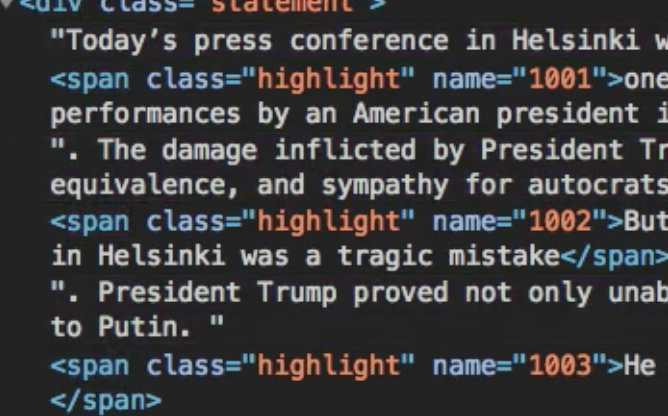 <div class="statement">
"Today’s press conference in Helsinki w
<span class="highlight" name="1001">one
performances by an American president i
". The damage inflicted by President Tr
equivalence, and sympathy for autocrats
<span class="highlight" name="1002">But
in Helsinki was a tragic mistake</span>
". President Trump proved not only unab
to Putin. "
<span class="highlight" name="1003">He
</span>